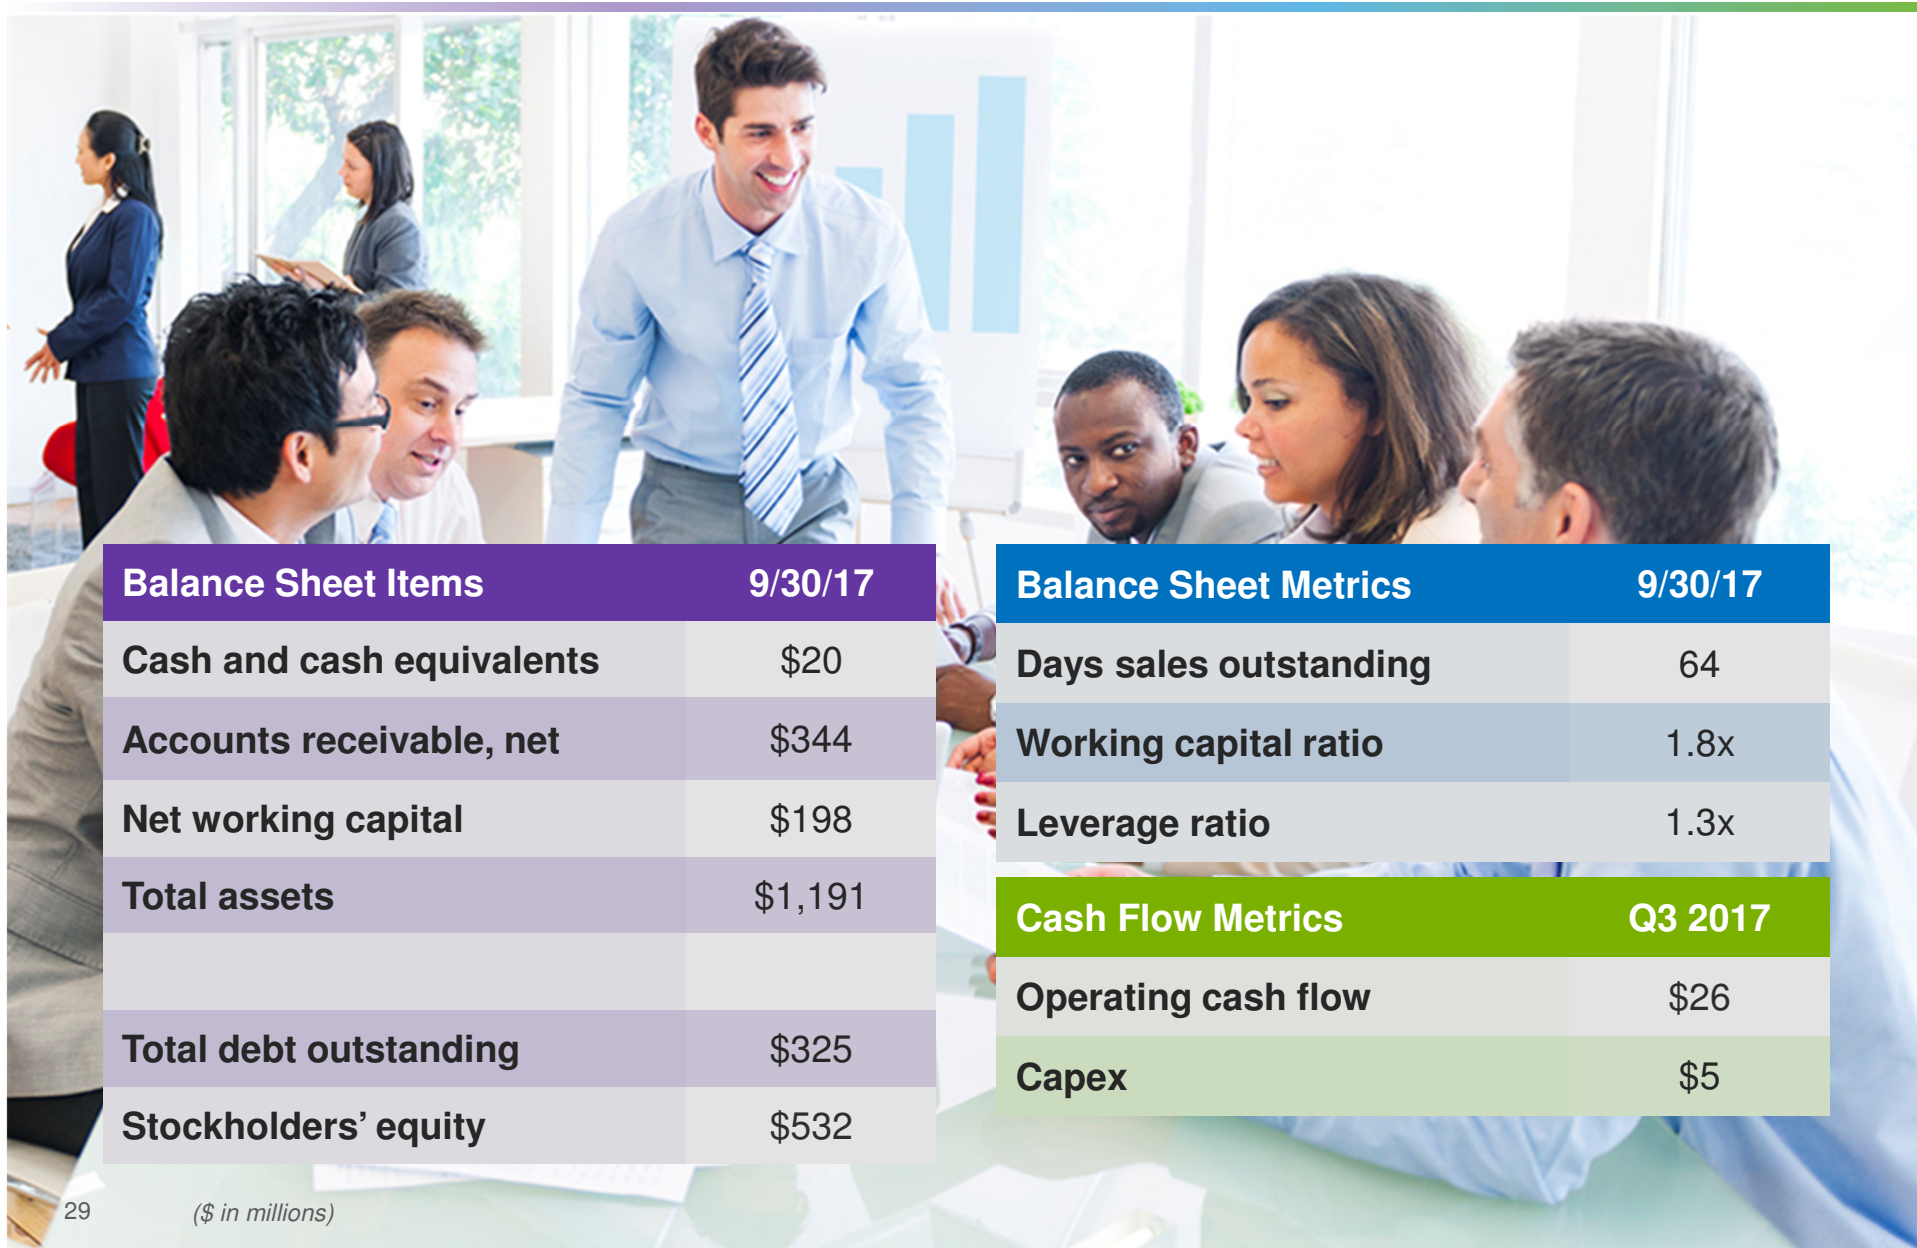 Balance Sheet Items 9/30/17
Cash and cash equivalents $20
Accounts receivable, net $344
Net working capital $198
Total assets $1,191
Total debt outstanding $325
Stockholders’ equity $532
Balance Sheet Metrics 9/30/17
Days sales outstanding 64
Working capital ratio 1.8x
Leverage ratio 1.3x
Cash Flow Metrics Q3 2017
Operating cash flow $26
Capex $5
29 ($ in millions)